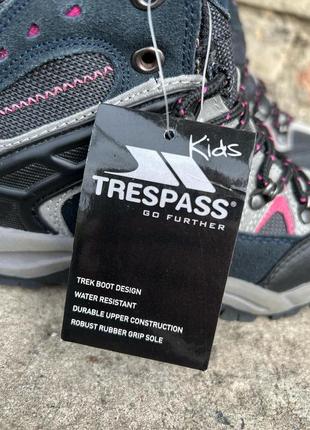 Kids
TRESPASS®
GO FURTHER
TREK BOOT DESIGN
WATER RESISTANT
DURABLE UPPER CONSTRUCTION
ROBUST RUBBER GRIP SOLE